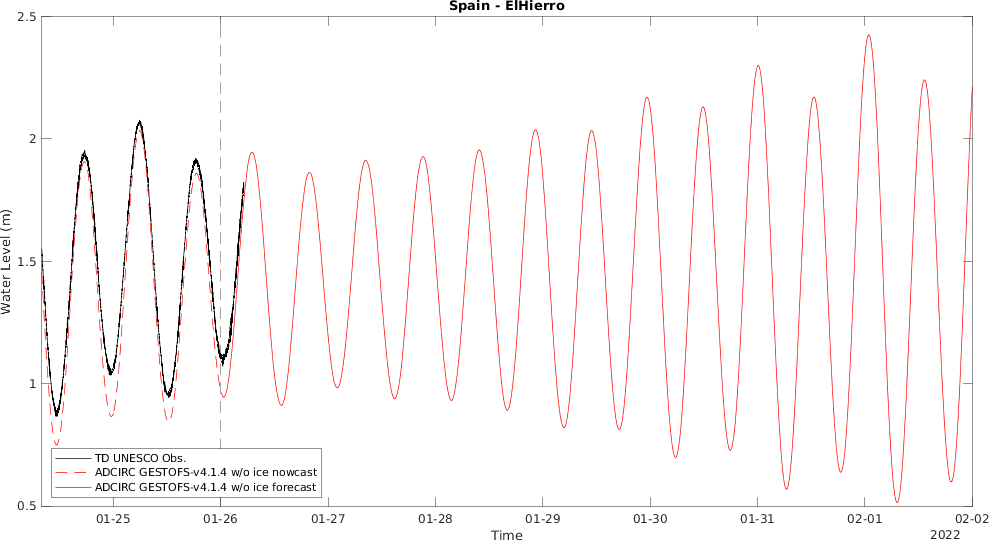 Spain - ElHierro
2.5
2
1.5
1
0.5
Water Level (m)
TD UNESCO Obs.
ADCIRC GESTOFS-v4.1.4 w/o ice nowcast
ADCIRC GESTOFS-v4.1.4 w/o ice forecast
01-25
01-26
01-27
01-28
01-29
01-30
01-31
02-01
02-02
Time
2022